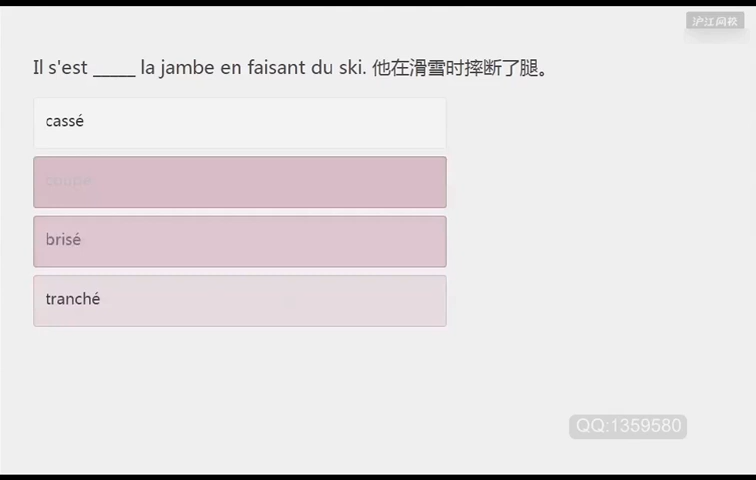 沪江网校
Il s'est _____ la jambe en faisant du ski. 他在滑雪时摔断了腿。
cassé
brisé
tranché
QQ:1359580